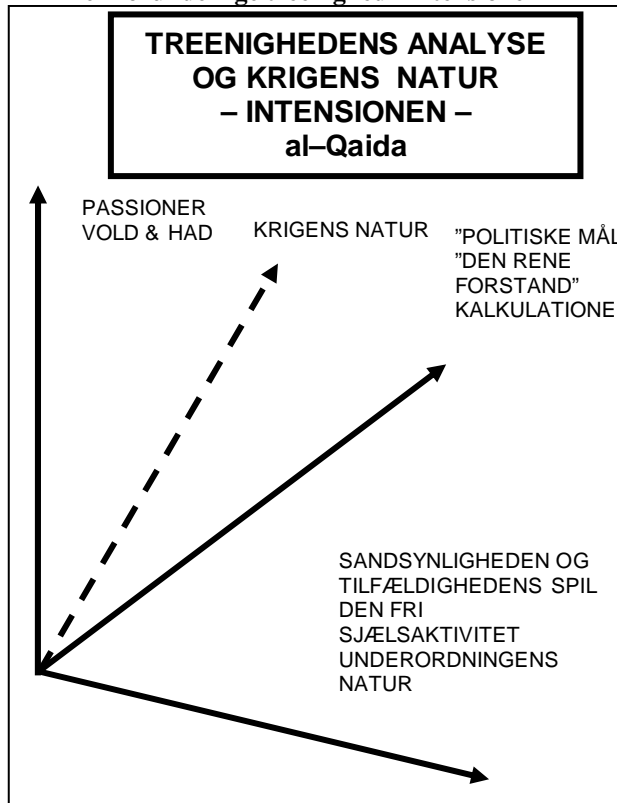 TREENIGHEDENS ANALYSE
OG KRIGENS NATUR
– INTENSIONEN –
al–Qaida
PASSIONER
VOLD & HAD
KRIGENS NATUR
"POLITISKE MÅL
"DEN RENE
FORSTAND"
KALKULATIONE
SANDSYNLIGHEDEN OG
TILFÆLDIGHEDENS SPIL
DEN FRI
SJÆLSAKTIVITET
UNDERORDNINGENS
NATUR